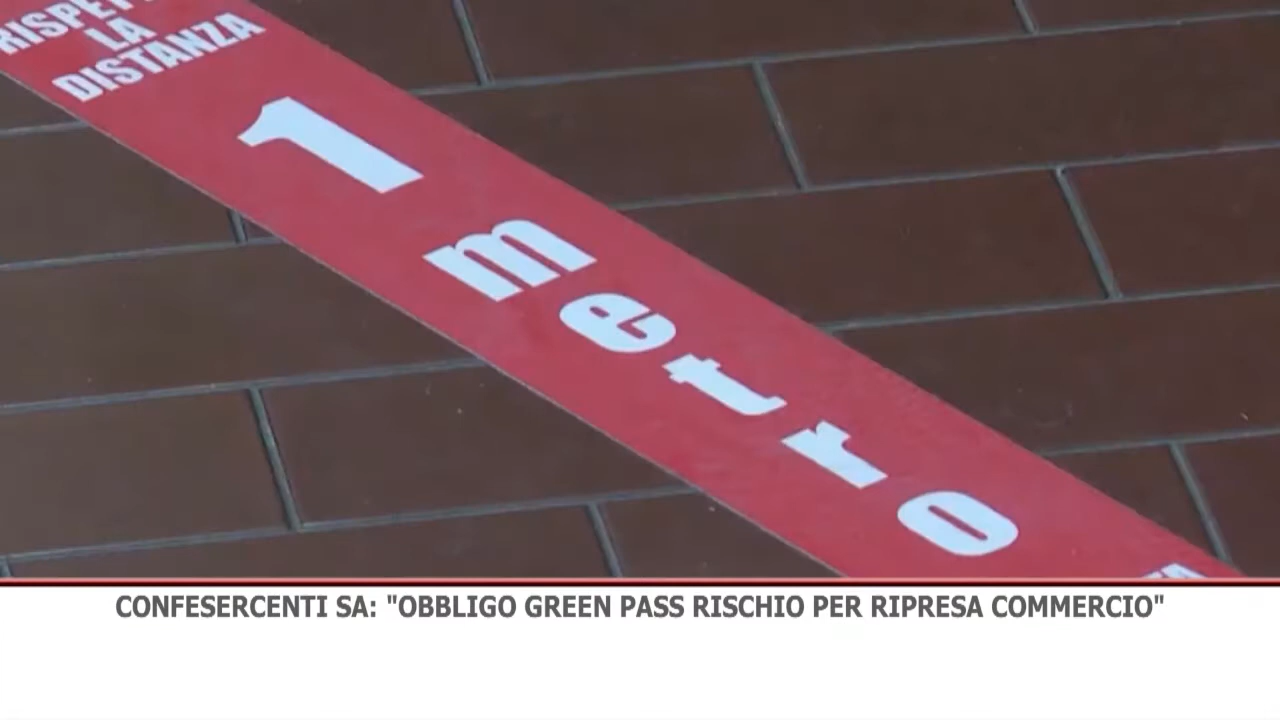 LA
DISTANZA
1 metro
CONFESERCENTI SA: "OBBLIGO GREEN PASS RISCHIO PER RIPRESA COMMERCIO"